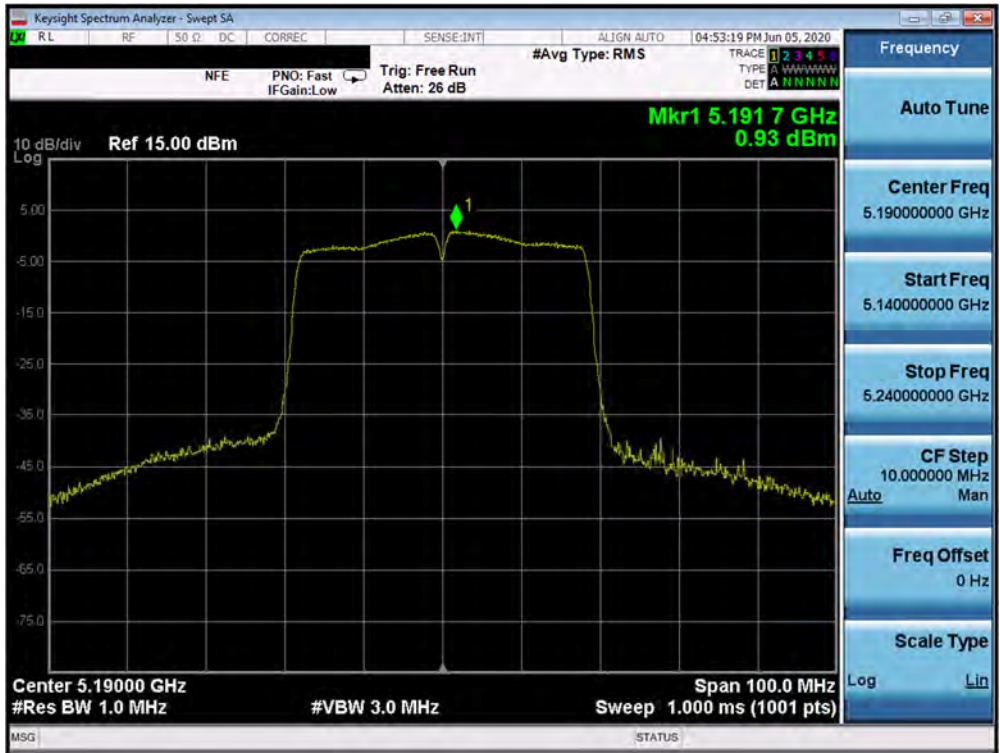 Keysight Spectrum Analyzer - Swept SA
LXI RL RF 50 Ω DC CORREC SENSE:INT ALIGN AUTO 04:53:19 PM Jun 05, 2020
#Avg Type: RMS
TRACE 1 2 3 4 5 6
TYPE A WWWWW
DET A N N N N N
NFE PNO: Fast Trig: Free Run
IFGain:Low Atten: 26 dB
Mkr1 5.191 7 GHz
0.93 dBm
10 dB/div Ref 15.00 dBm
Log
1
5.00
-5.00
-15.0
-25.0
-35.0
-45.0
-55.0
-65.0
-75.0
Center 5.19000 GHz Span 100.0 MHz
#Res BW 1.0 MHz #VBW 3.0 MHz Sweep 1.000 ms (1001 pts)
MSG STATUS
Frequency
Auto Tune
Center Freq
5.190000000 GHz
Start Freq
5.140000000 GHz
Stop Freq
5.240000000 GHz
CF Step
10.000000 MHz
Auto Man
Freq Offset
0 Hz
Scale Type
Log Lin